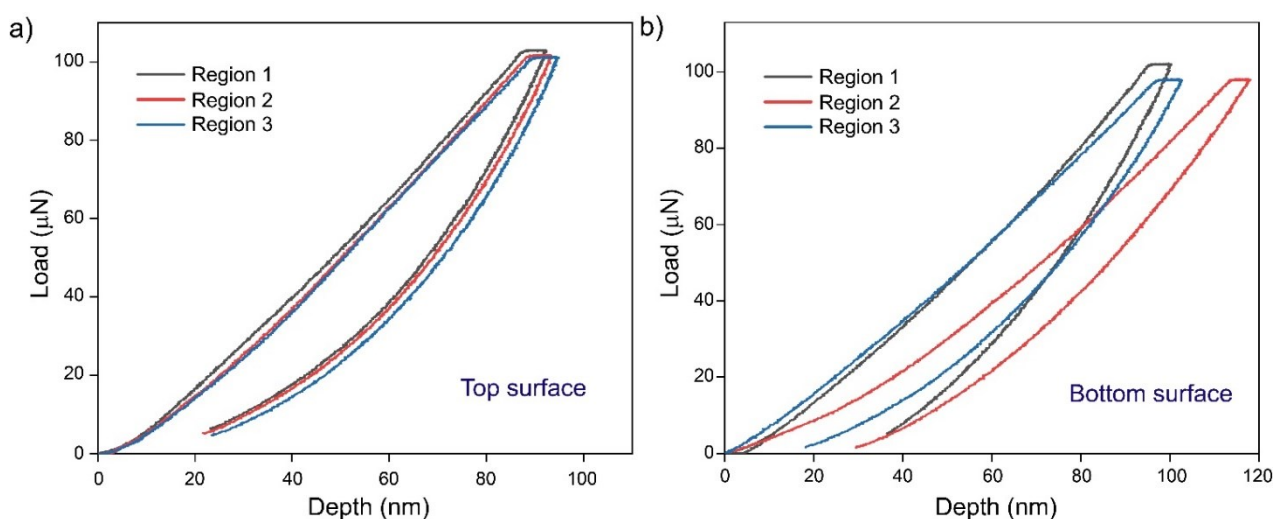 a)
Region 1
Region 2
Region 3
Top surface
Load (μN)
0
20
40
60
80
100
0
20
40
60
80
100
Depth (nm)
b)
Region 1
Region 2
Region 3
Bottom surface
Load (μN)
0
20
40
60
80
100
0
20
40
60
80
100
120
Depth (nm)